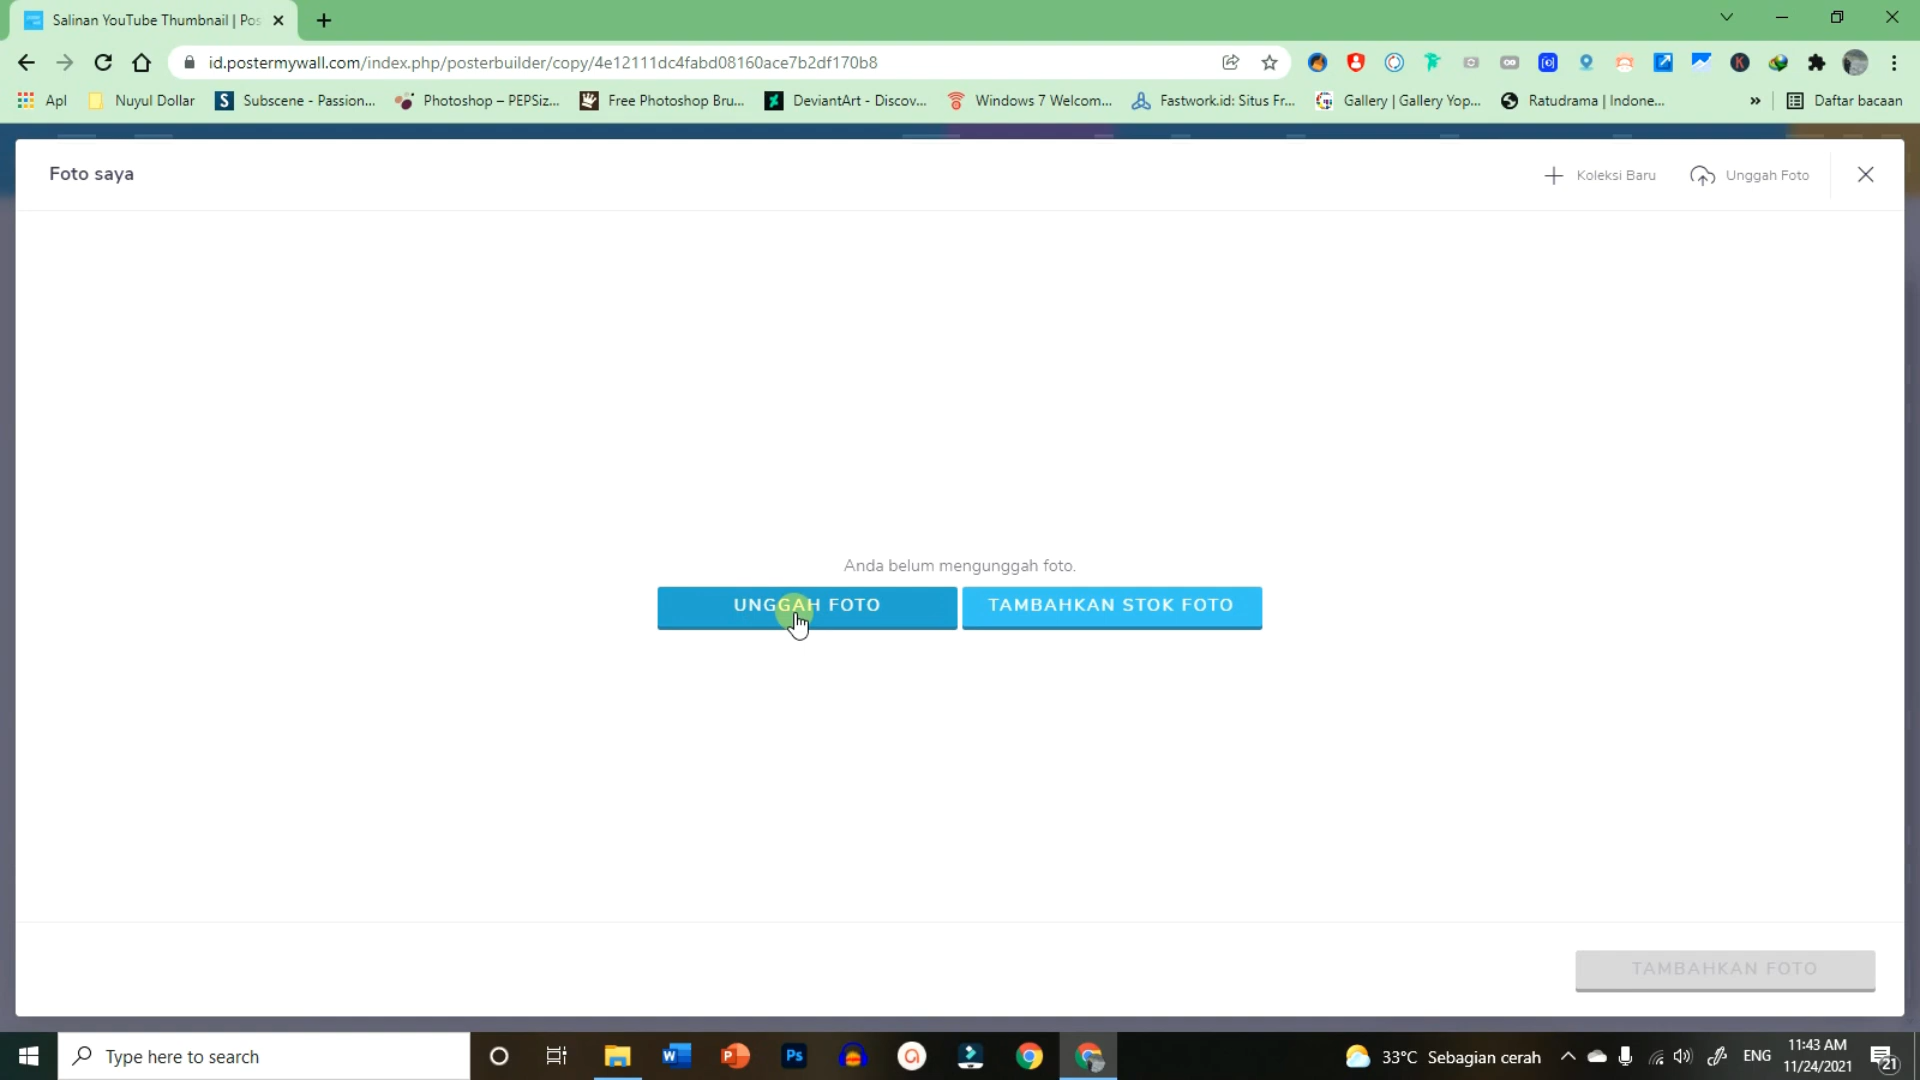 Salinan YouTube Thumbnail | Pos
id.postermywall.com/index.php/posterbuilder/copy/4e12111dc4fabd08160ace7b2df170b8
Apl Nuyul Dollar Subscene - Passion... Photoshop – PEPSiz... Free Photoshop Bru... DeviantArt - Discov... Windows 7 Welcom... Fastwork.id: Situs Fr... Gallery | Gallery Yop... Ratudrama | Indone... » Daftar bacaan
Foto saya
Koleksi Baru
Unggah Foto
Anda belum mengunggah foto.
UNGGAH FOTO
TAMBAHKAN STOK FOTO
TAMBAHKAN FOTO
Type here to search
33°C Sebagian cerah
ENG
11:43 AM
11/24/2021
21